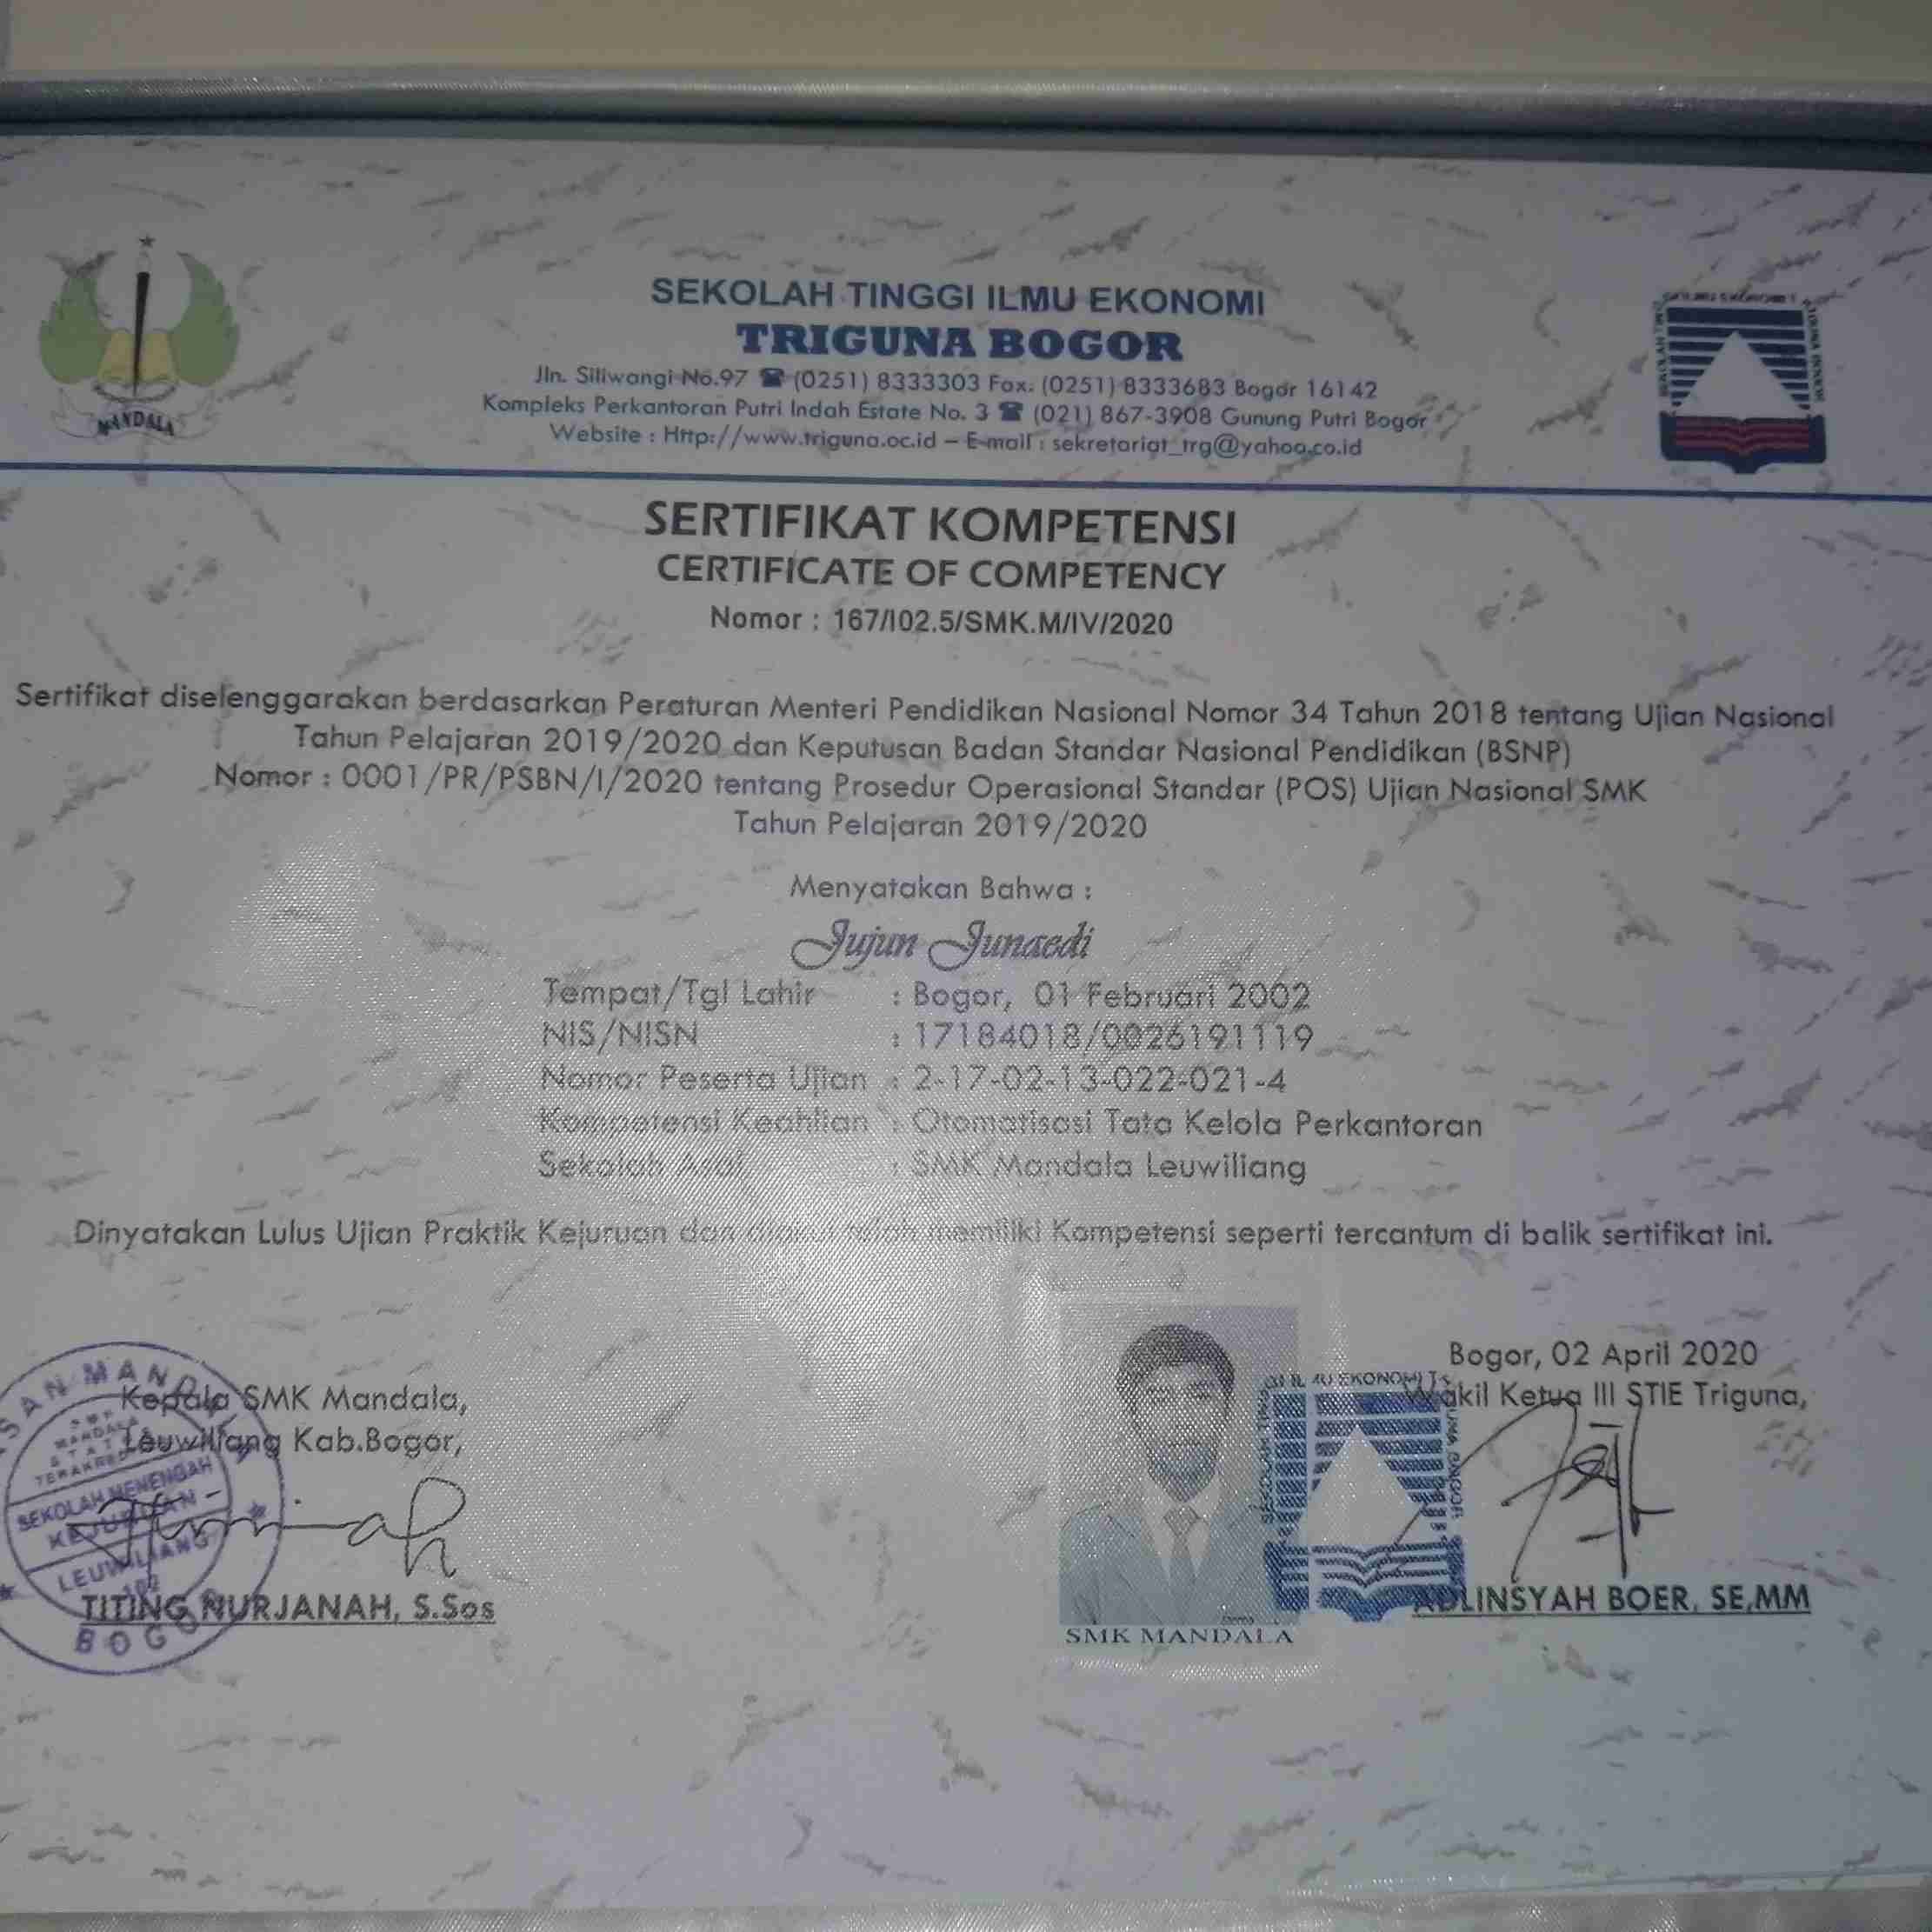 MANDALA
SEKOLAH TINGGI ILMU EKONOMI
TRIGUNA BOGOR
Jln. Siliwangi No.97 ☎ (0251) 8333303 Fax. (0251) 8333683 Bogor 16142
Kompleks Perkantoran Putri Indah Estate No. 3 ☎ (021) 867-3908 Gunung Putri Bogor
Website : Http://www.triguna.oc.id – E-mail : sekretariat_trg@yahoo.co.id
SERTIFIKAT KOMPETENSI
CERTIFICATE OF COMPETENCY
Nomor : 167/I02.5/SMK.M/IV/2020
Sertifikat diselenggarakan berdasarkan Peraturan Menteri Pendidikan Nasional Nomor 34 Tahun 2018 tentang Ujian Nasional
Tahun Pelajaran 2019/2020 dan Keputusan Badan Standar Nasional Pendidikan (BSNP)
Nomor : 0001/PR/PSBN/I/2020 tentang Prosedur Operasional Standar (POS) Ujian Nasional SMK
Tahun Pelajaran 2019/2020
Menyatakan Bahwa :
Jujun Junaedi
Tempat/Tgl Lahir : Bogor, 01 Februari 2002
NIS/NISN : 17184018/0026191119
Nomor Peserta Ujian : 2-17-02-13-022-021-4
Kompetensi Keahlian : Otomatisasi Tata Kelola Perkantoran
Sekolah Asal : SMK Mandala Leuwiliang
Dinyatakan Lulus Ujian Praktik Kejuruan dan memiliki Kompetensi seperti tercantum di balik sertifikat ini.
Kepala SMK Mandala,
Leuwiliang Kab.Bogor,
SEKOLAH MENENGAH
KEJURUAN
LEUWILIANG
BOGOR
TITING NURJANAH, S.Sos
SMK MANDALA
Bogor, 02 April 2020
Wakil Ketua III STIE Triguna,
ADLINSYAH BOER, SE,MM